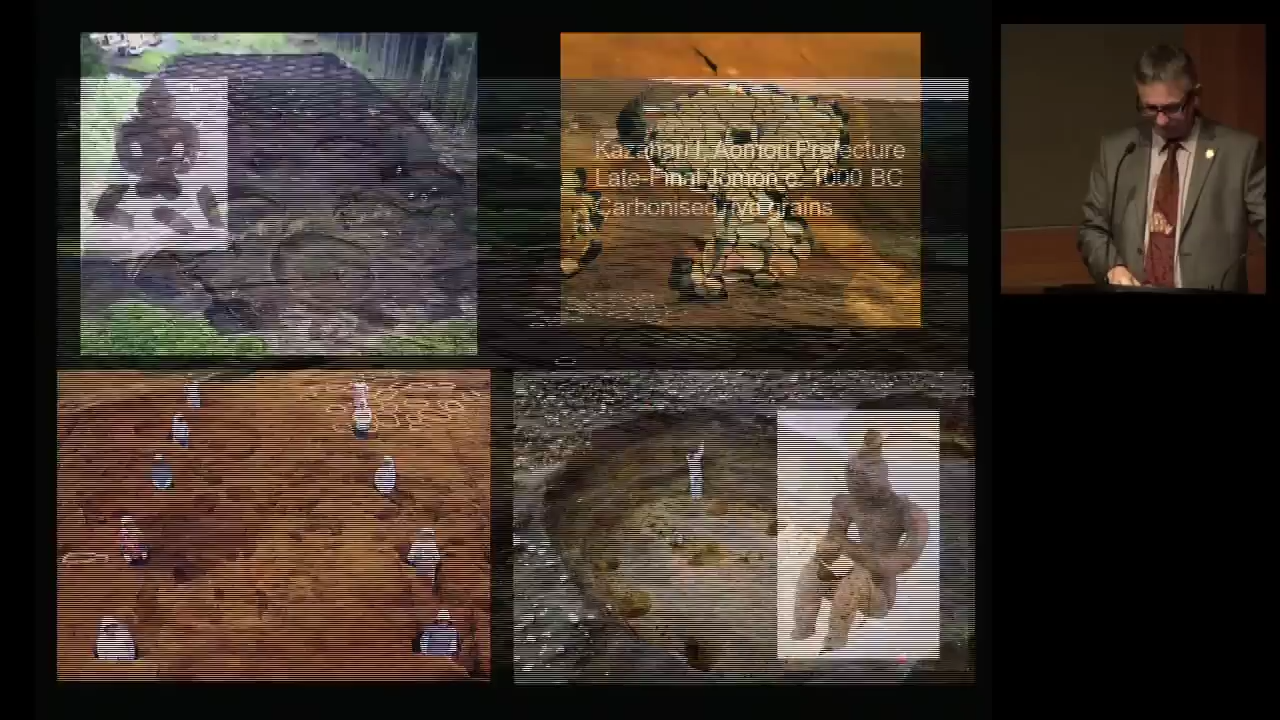 Kazahari I, Aomori Prefecture
Late-Final Jomon c. 1000 BC
Carbonised grains